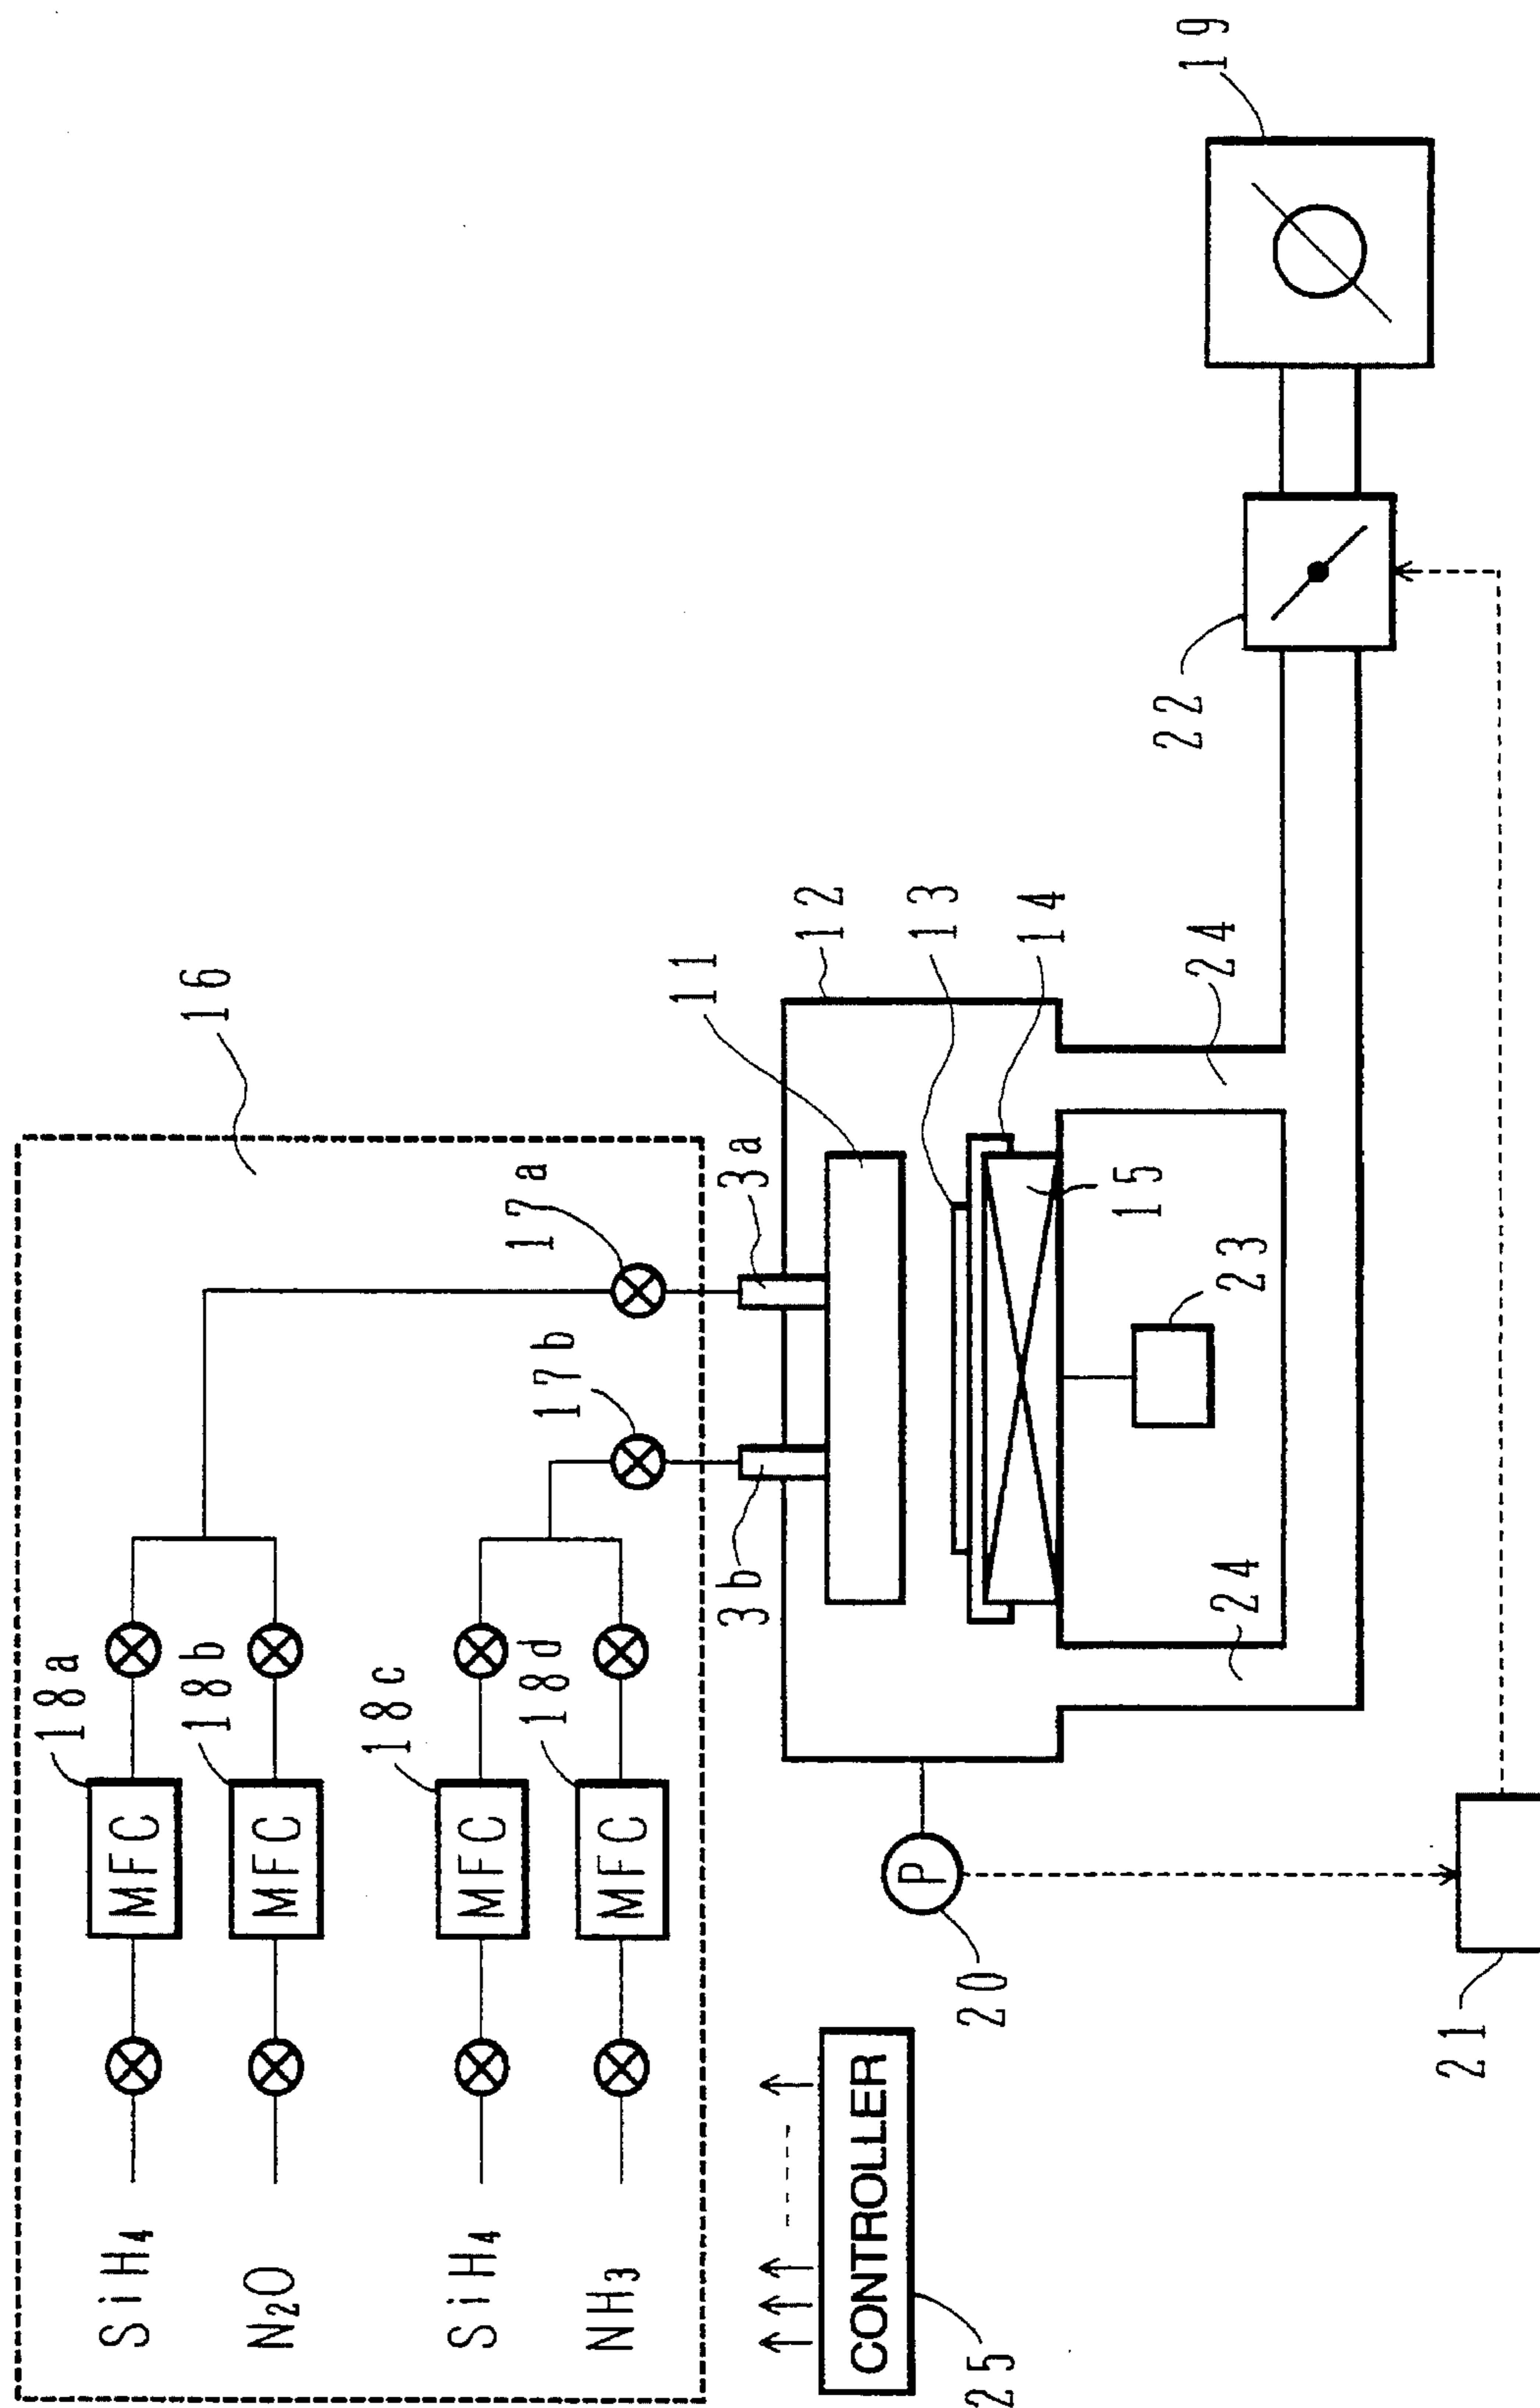 16
SiH4
MFC
18a
N2O
MFC
18b
17a
SiH4
MFC
18c
17b
NH3
MFC
18d
3b
3a
11
12
13
14
15
23
24
24
22
19
P
20
21
CONTROLLER
25